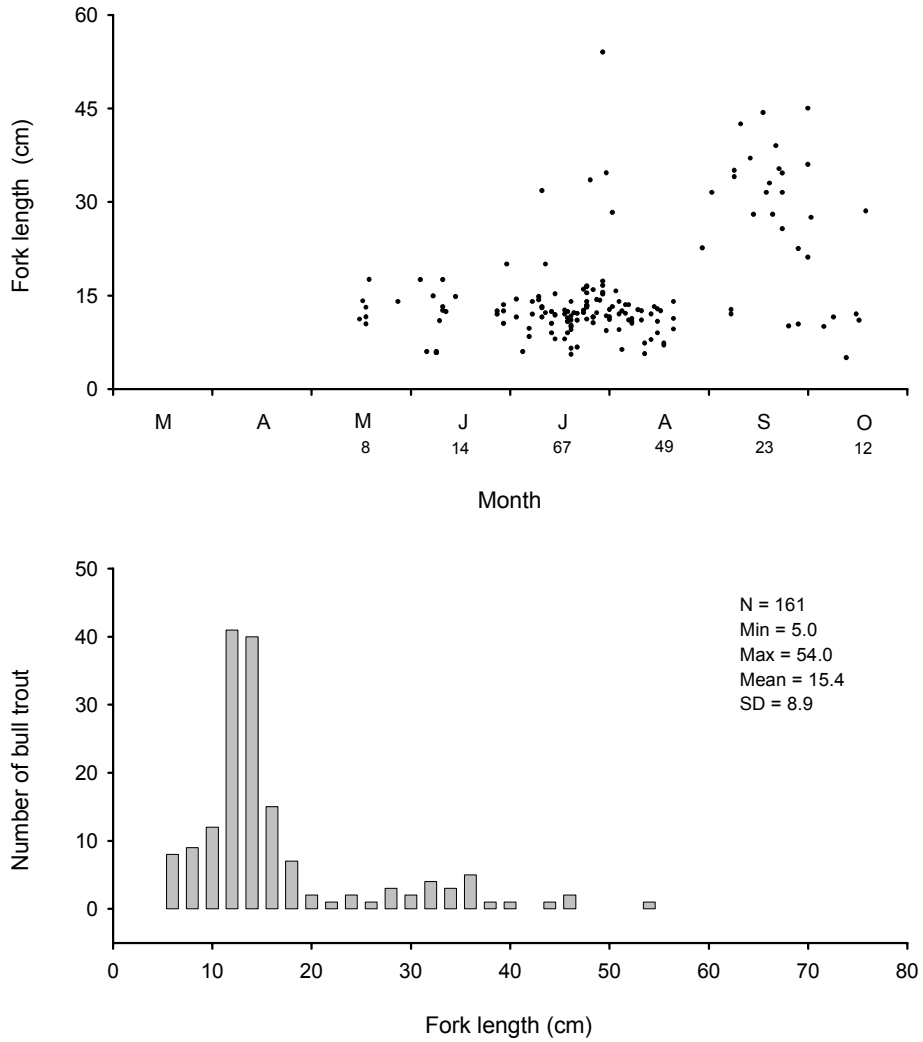 60
45
30
15
0
Fork length (cm)
M A M J J A S O
8 14 67 49 23 12
Month
50
40
30
20
10
0
Number of bull trout
N = 161
Min = 5.0
Max = 54.0
Mean = 15.4
SD = 8.9
0 10 20 30 40 50 60 70 80
Fork length (cm)